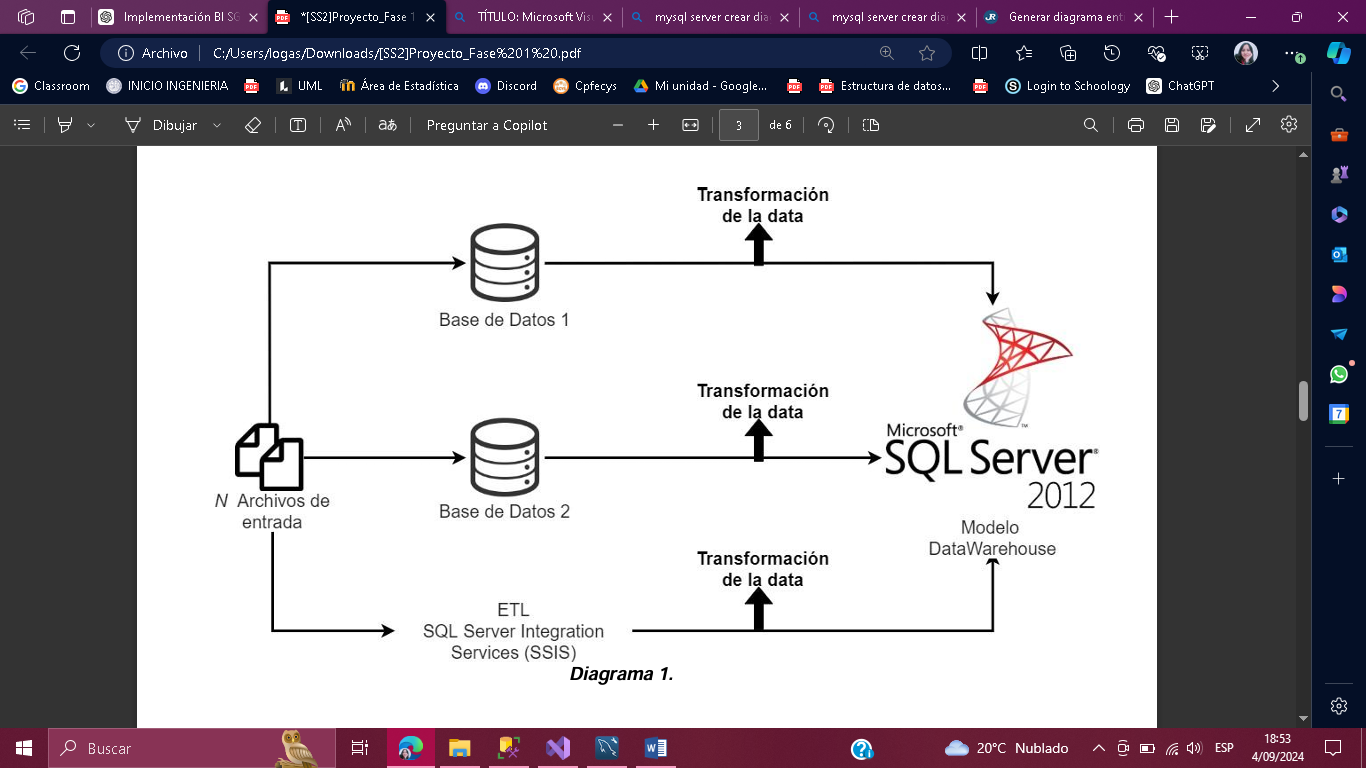 Implementación BI SG
*[SS2]Proyecto_Fase 1
TÍTULO: Microsoft Visu
mysql server crear dia
mysql server crear dia
Generar diagrama ent
Archivo
C:/Users/logas/Downloads/[SS2]Proyecto_Fase%201%20.pdf
Classroom
INICIO INGENIERIA
PDF
UML
Área de Estadística
Discord
Cpfecys
Mi unidad - Google...
PDF
PDF
Estructura de datos...
PDF
Login to Schoology
ChatGPT
Dibujar
Preguntar a Copilot
3
de 6
Transformación
de la data
Base de Datos 1
Transformación
de la data
Microsoft®
SQL Server®
2012
N Archivos de
entrada
Base de Datos 2
Modelo
DataWarehouse
Transformación
de la data
ETL
SQL Server Integration
Services (SSIS)
Diagrama 1.
Buscar
20°C Nublado
ESP
18:53
4/09/2024